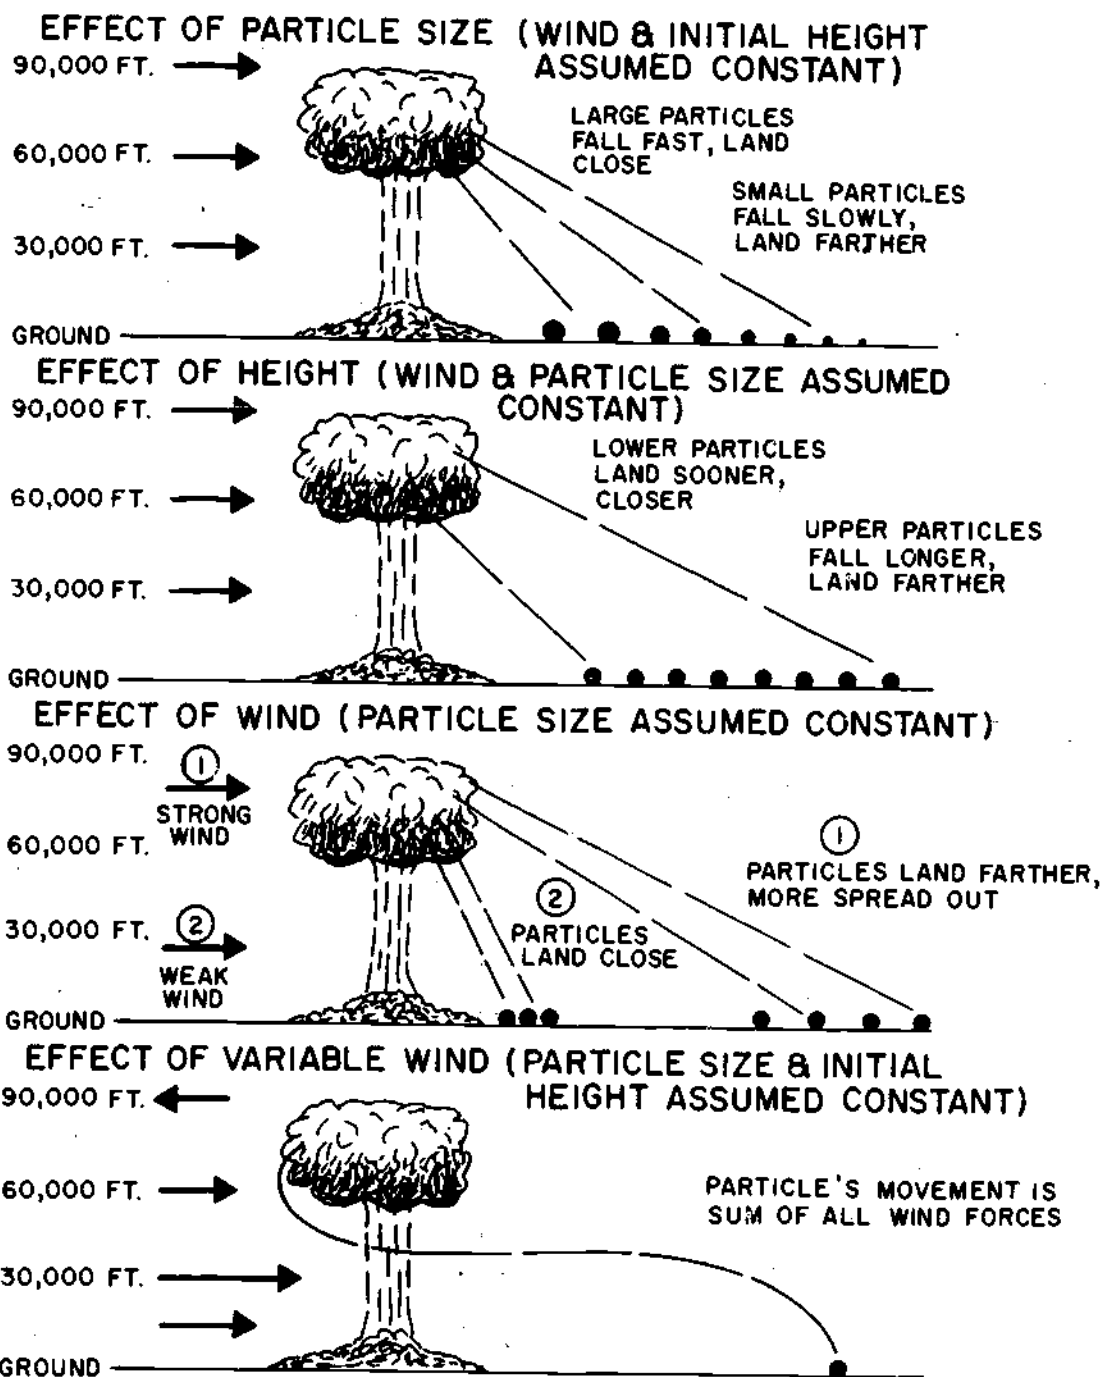 EFFECT OF PARTICLE SIZE (WIND & INITIAL HEIGHT
ASSUMED CONSTANT)
90,000 FT.
LARGE PARTICLES
FALL FAST, LAND
CLOSE
60,000 FT.
SMALL PARTICLES
FALL SLOWLY,
LAND FARTHER
30,000 FT.
GROUND
EFFECT OF HEIGHT (WIND & PARTICLE SIZE ASSUMED
CONSTANT)
90,000 FT.
LOWER PARTICLES
LAND SOONER,
CLOSER
60,000 FT.
UPPER PARTICLES
FALL LONGER,
LAND FARTHER
30,000 FT.
GROUND
EFFECT OF WIND (PARTICLE SIZE ASSUMED CONSTANT)
90,000 FT.
1
STRONG
WIND
60,000 FT.
1
PARTICLES LAND FARTHER,
MORE SPREAD OUT
2
PARTICLES
LAND CLOSE
30,000 FT.
2
WEAK
WIND
GROUND
EFFECT OF VARIABLE WIND (PARTICLE SIZE & INITIAL
HEIGHT ASSUMED CONSTANT)
90,000 FT.
60,000 FT.
PARTICLE'S MOVEMENT IS
SUM OF ALL WIND FORCES
30,000 FT.
GROUND